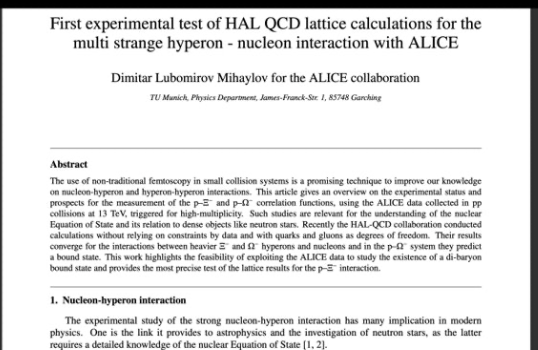 First experimental test of HAL QCD lattice calculations for the
multi strange hyperon - nucleon interaction with ALICE
Dimitar Lubomirov Mihaylov for the ALICE collaboration
TU Munich, Physics Department, James-Franck-Str. 1, 85748 Garching
Abstract
The use of non-traditional femtoscopy in small collision systems is a promising technique to improve our knowledge
on nucleon-hyperon and hyperon-hyperon interactions. This article gives an overview on the experimental status and
prospects for the measurement of the p–Ξ⁻ and p–Ω⁻ correlation functions, using the ALICE data collected in pp
collisions at 13 TeV, triggered for high-multiplicity. Such studies are relevant for the understanding of the nuclear
Equation of State and its relation to dense objects like neutron stars. Recently the HAL-QCD collaboration conducted
calculations without relying on constraints by data and with quarks and gluons as degrees of freedom. Their results
converge for the interactions between heavier Ξ⁻ and Ω⁻ hyperons and nucleons and in the p-Ω⁻ system they predict
a bound state. This work highlights the feasibility of exploiting the ALICE data to study the existence of a di-baryon
bound state and provides the most precise test of the lattice results for the p–Ξ⁻ interaction.
1. Nucleon-hyperon interaction
The experimental study of the strong nucleon-hyperon has many implication in modern
physics. One is the link it provides to astrophysics and the investigation of neutron stars, as the latter
requires a detailed knowledge of the nuclear Equation of State [1, 2].